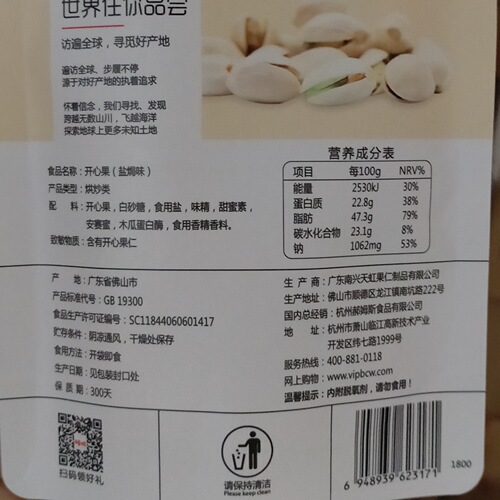 世界任你品尝
访遍全球，寻觅好产地
遍访全球、步履不停
源于对好产地的执着追求
怀着信念，我们寻找、发现
跨越无数山川，飞越海洋
探索地球上更多未知土地
食品名称：开心果（盐焗味）
产品类型：烘炒类
配 料：开心果，白砂糖，食用盐，味精，甜蜜素，
安赛蜜，木瓜蛋白酶，食用香精香料。
致敏物质：含有开心果仁
营养成分表
项目 每100g NRV%
能量 2530kJ 30%
蛋白质 22.8g 38%
脂肪 47.3g 79%
碳水化合物 23.1g 8%
钠 1062mg 53%
产 地：广东省佛山市
产品标准代号：GB 19300
食品生产许可证编号：SC11844060601417
贮存条件：阴凉通风，干燥处保存
食用方法：开袋即食
生产日期：见包装封口处
保 质 期：300天
生 产 商：广东南兴天虹果仁制品有限公司
生产地址：佛山市顺德区龙江镇南坑路222号
国内总经销：杭州郝姆斯食品有限公司
地 址：杭州市萧山临江高新技术产业
开发区纬七路1999号
服务热线：400-881-0118
网上购物：www.vipbcw.com
温馨提示：内附脱氧剂，请勿食用！
扫码领好礼
请保持清洁
Please keep clean
6 948939 623171
1800